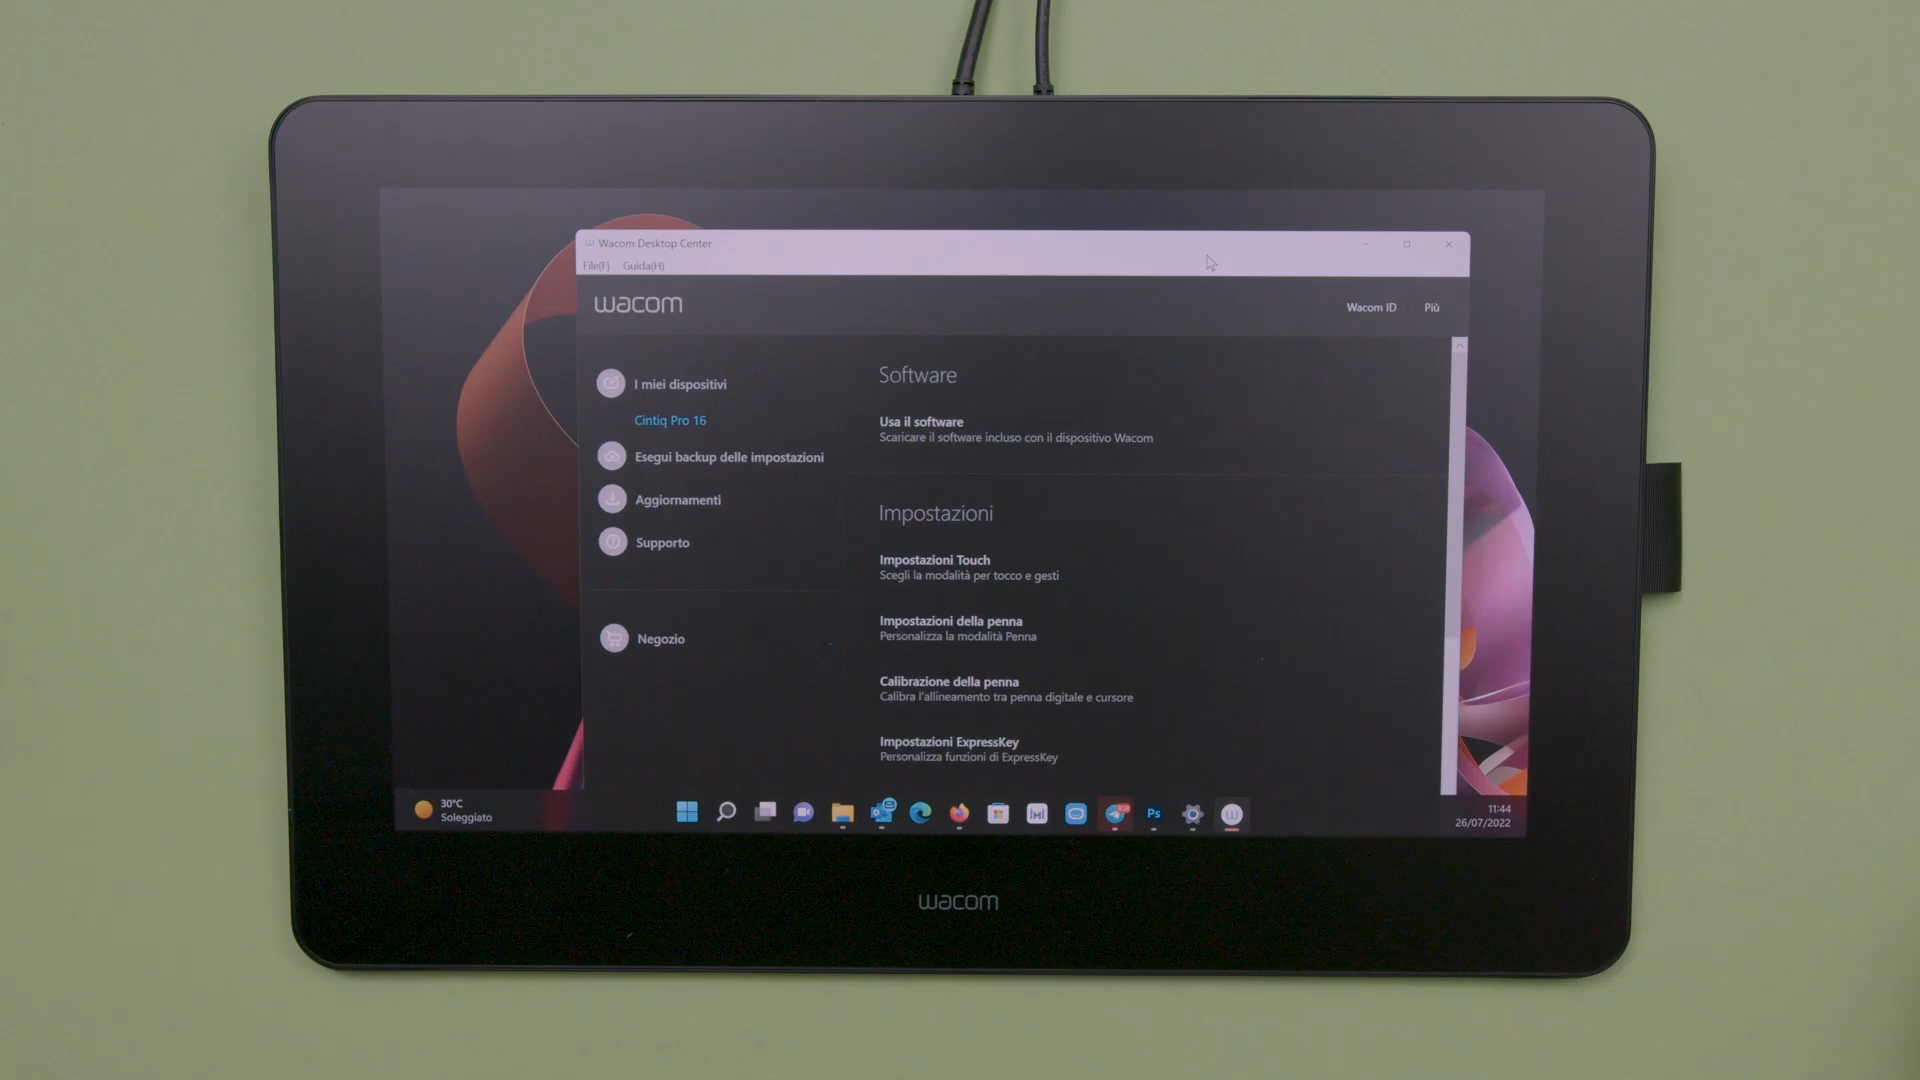 Wacom Desktop Center
File(F) Guida(H)
wacom
Wacom ID Più
I miei dispositivi
Cintiq Pro 16
Esegui backup delle impostazioni
Aggiornamenti
Supporto
Negozio
Software
Usa il software
Scaricare il software incluso con il dispositivo Wacom
Impostazioni
Impostazioni Touch
Scegli la modalità per tocco e gesti
Impostazioni della penna
Personalizza la modalità Penna
Calibrazione della penna
Calibra l'allineamento tra penna digitale e cursore
Impostazioni ExpressKey
Personalizza funzioni di ExpressKey
30°C
Soleggiato
Ps
11:44
26/07/2022
wacom